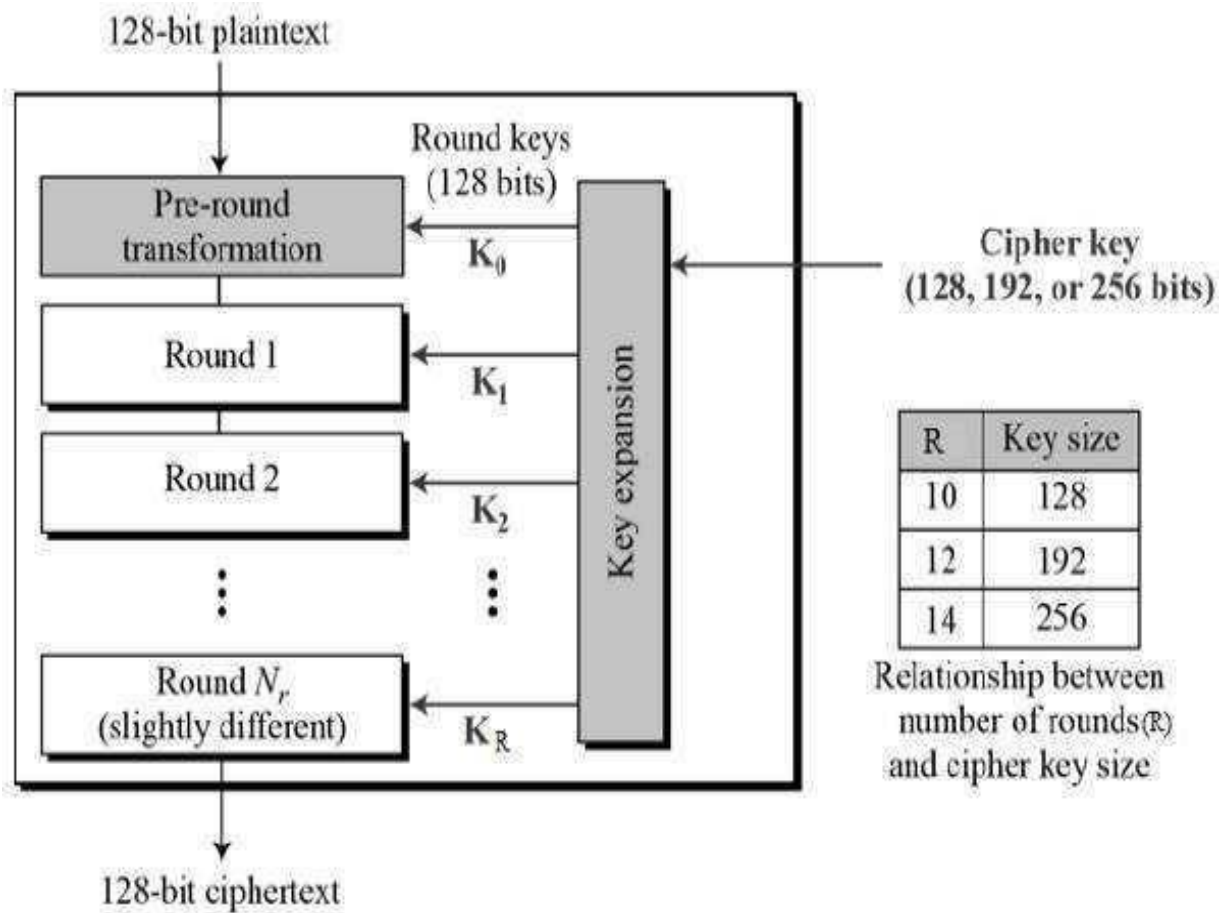 128-bit plaintext
Round keys
(128 bits)
Pre-round
transformation
K0
Cipher key
(128, 192, or 256 bits)
Round 1
K1
Key expansion
Round 2
K2
R Key size
10 128
12 192
14 256
Relationship between
number of rounds(R)
and cipher key size
Round Nr
(slightly different)
KR
128-bit ciphertext